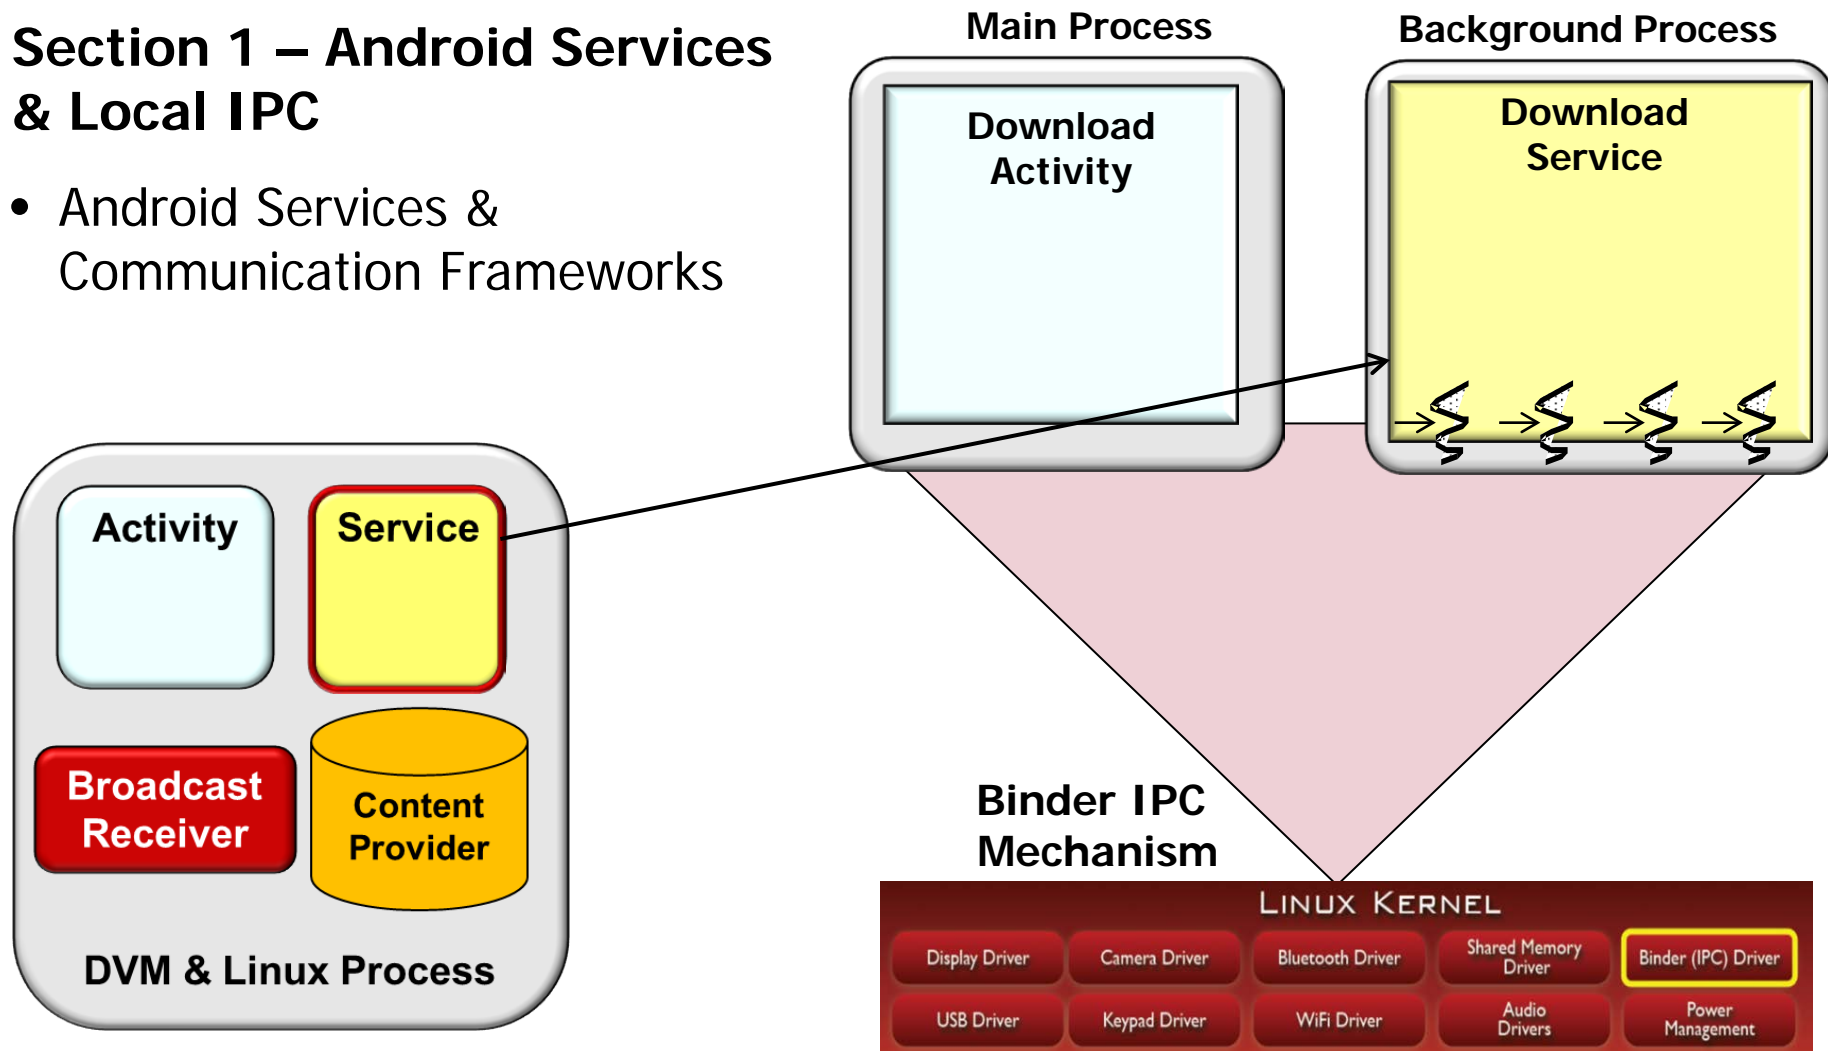 Section 1 – Android Services
& Local IPC
• Android Services &
Communication Frameworks
Main Process
Background Process
Download
Activity
Download
Service
Activity
Service
Broadcast
Receiver
Content
Provider
DVM & Linux Process
Binder IPC
Mechanism
LINUX KERNEL
Display Driver
Camera Driver
Bluetooth Driver
Shared Memory
Driver
Binder (IPC) Driver
USB Driver
Keypad Driver
WiFi Driver
Audio
Drivers
Power
Management